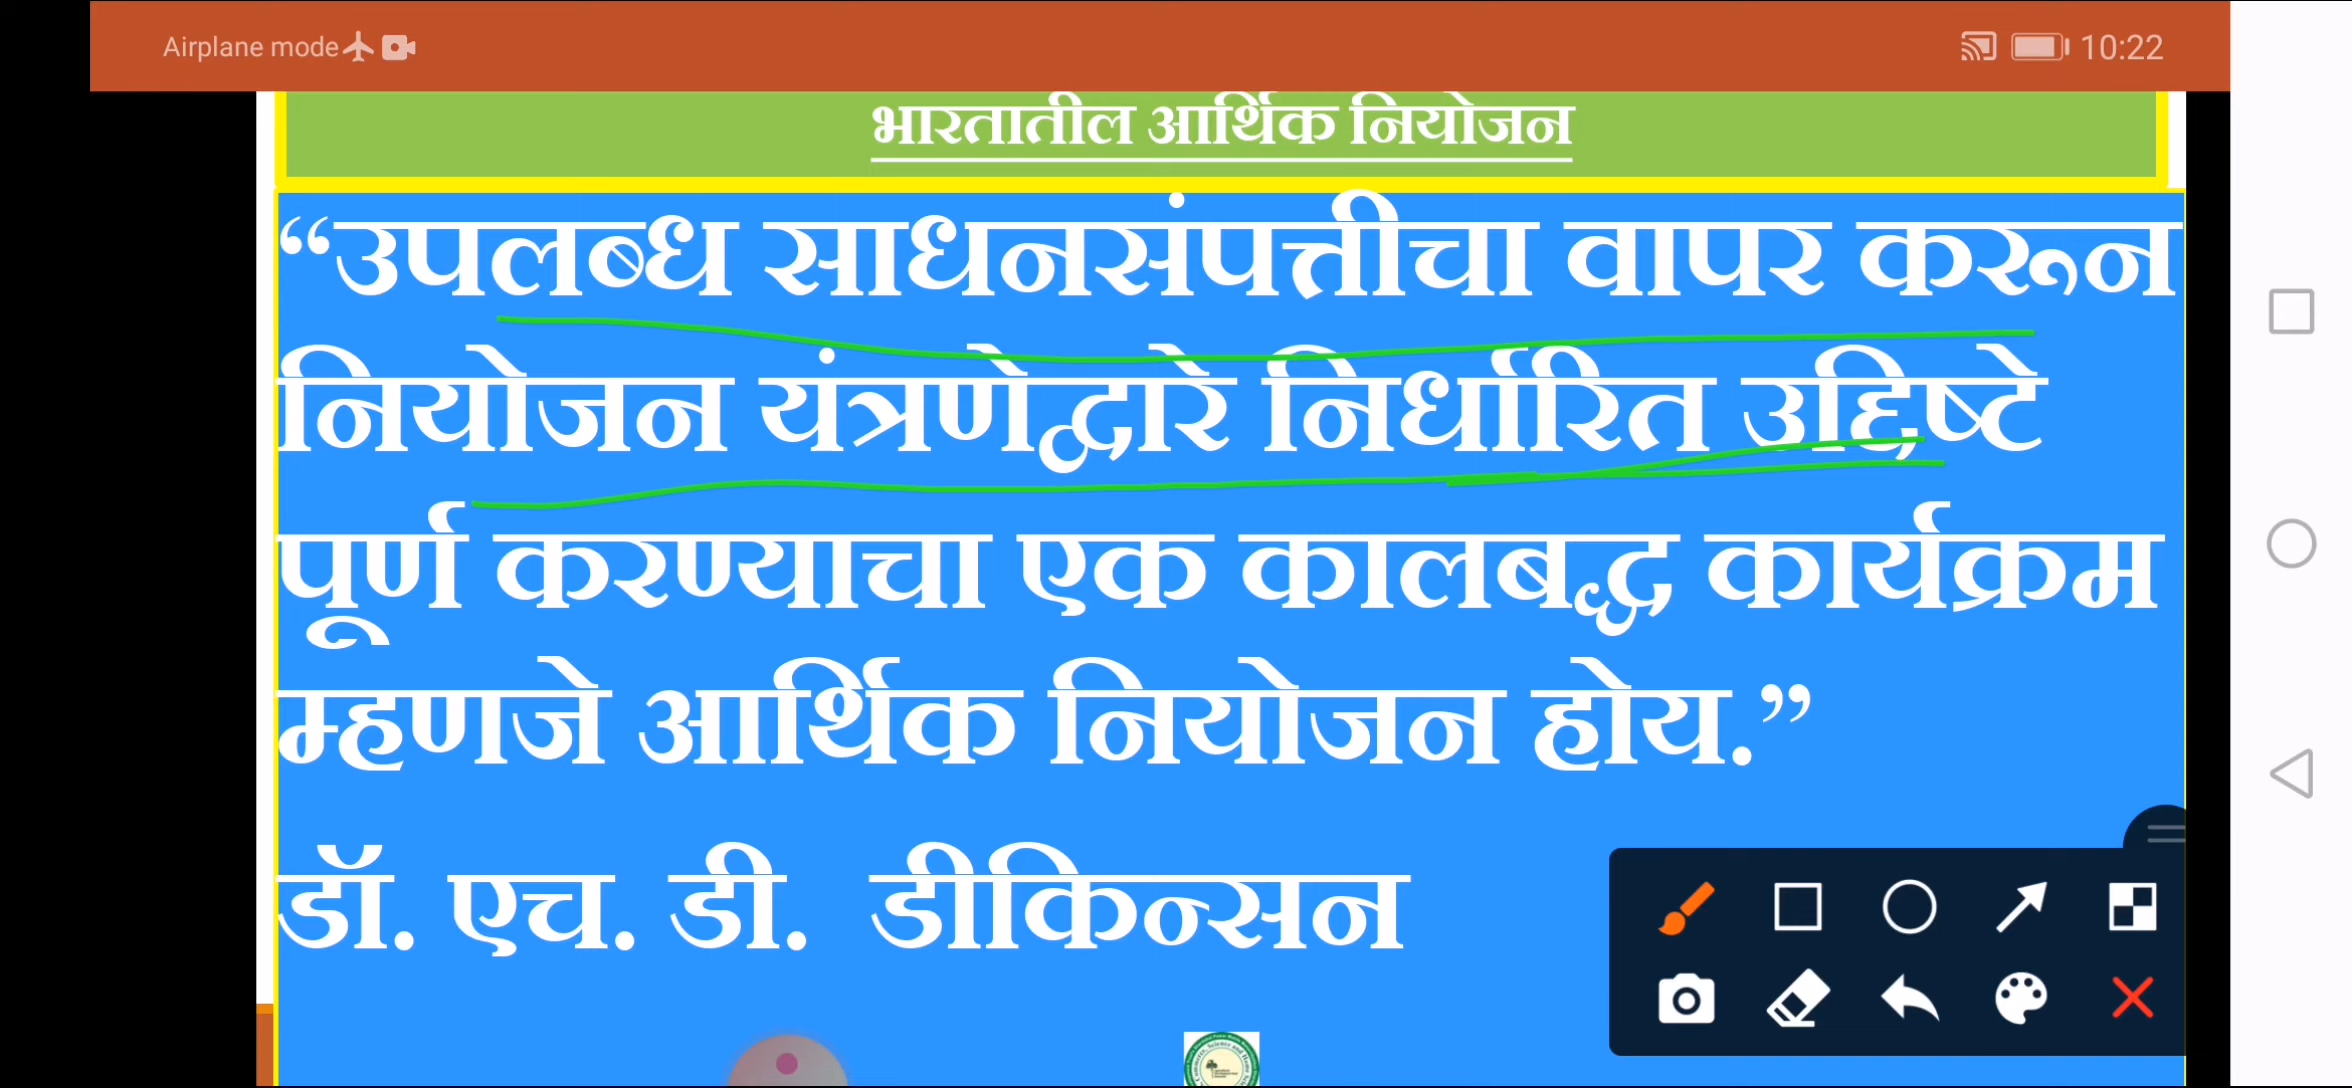 Airplane mode
10:22
भारतातील आर्थिक नियोजन
“उपलब्ध साधनसंपत्तीचा वापर करून
नियोजन यंत्रणेद्वारे निर्धारित उद्दिष्टे
पूर्ण करण्याचा एक कालबद्ध कार्यक्रम
म्हणजे आर्थिक नियोजन होय.”
डॉ. एच. डी. डीकिन्सन